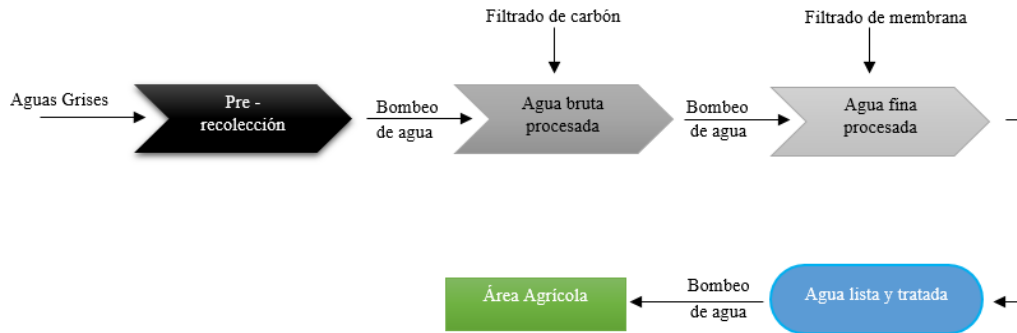 Filtrado de carbón
Filtrado de membrana
Aguas Grises
Pre -
recolección
Bombeo
de agua
Agua bruta
procesada
Bombeo
de agua
Agua fina
procesada
Área Agrícola
Bombeo
de agua
Agua lista y tratada